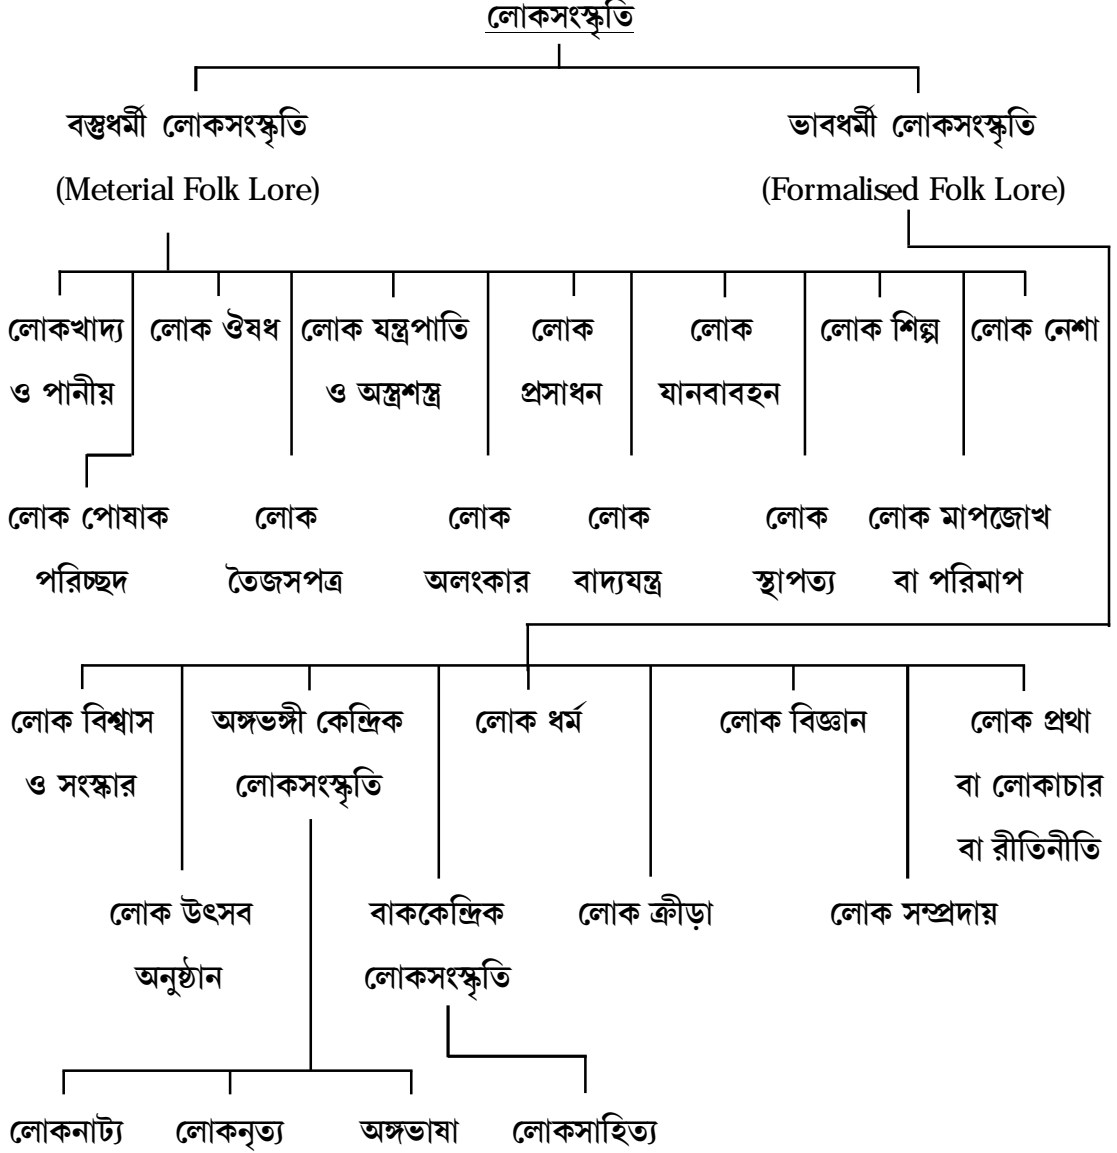 লোকসংস্কৃতি
বস্তুধর্মী লোকসংস্কৃতি ভাবধর্মী লোকসংস্কৃতি
(Meterial Folk Lore) (Formalised Folk Lore)
লোকখাদ্য লোক ঔষধ লোক যন্ত্রপাতি লোক লোক লোক শিল্প লোক নেশা
ও পানীয় ও অস্ত্রশস্ত্র প্রসাধন যানবাবহন
লোক পোষাক লোক লোক লোক লোক লোক মাপজোখ
পরিচ্ছদ তৈজসপত্র অলংকার বাদ্যযন্ত্র স্থাপত্য বা পরিমাপ
লোক বিশ্বাস অঙ্গভঙ্গী কেন্দ্রিক লোক ধর্ম লোক বিজ্ঞান লোক প্রথা
ও সংস্কার লোকসংস্কৃতি বা লোকাচার
বা রীতিনীতি
লোক উৎসব বাককেন্দ্রিক লোক ক্রীড়া লোক সম্প্রদায়
অনুষ্ঠান লোকসংস্কৃতি
লোকনাট্য লোকনৃত্য অঙ্গভাষা লোকসাহিত্য